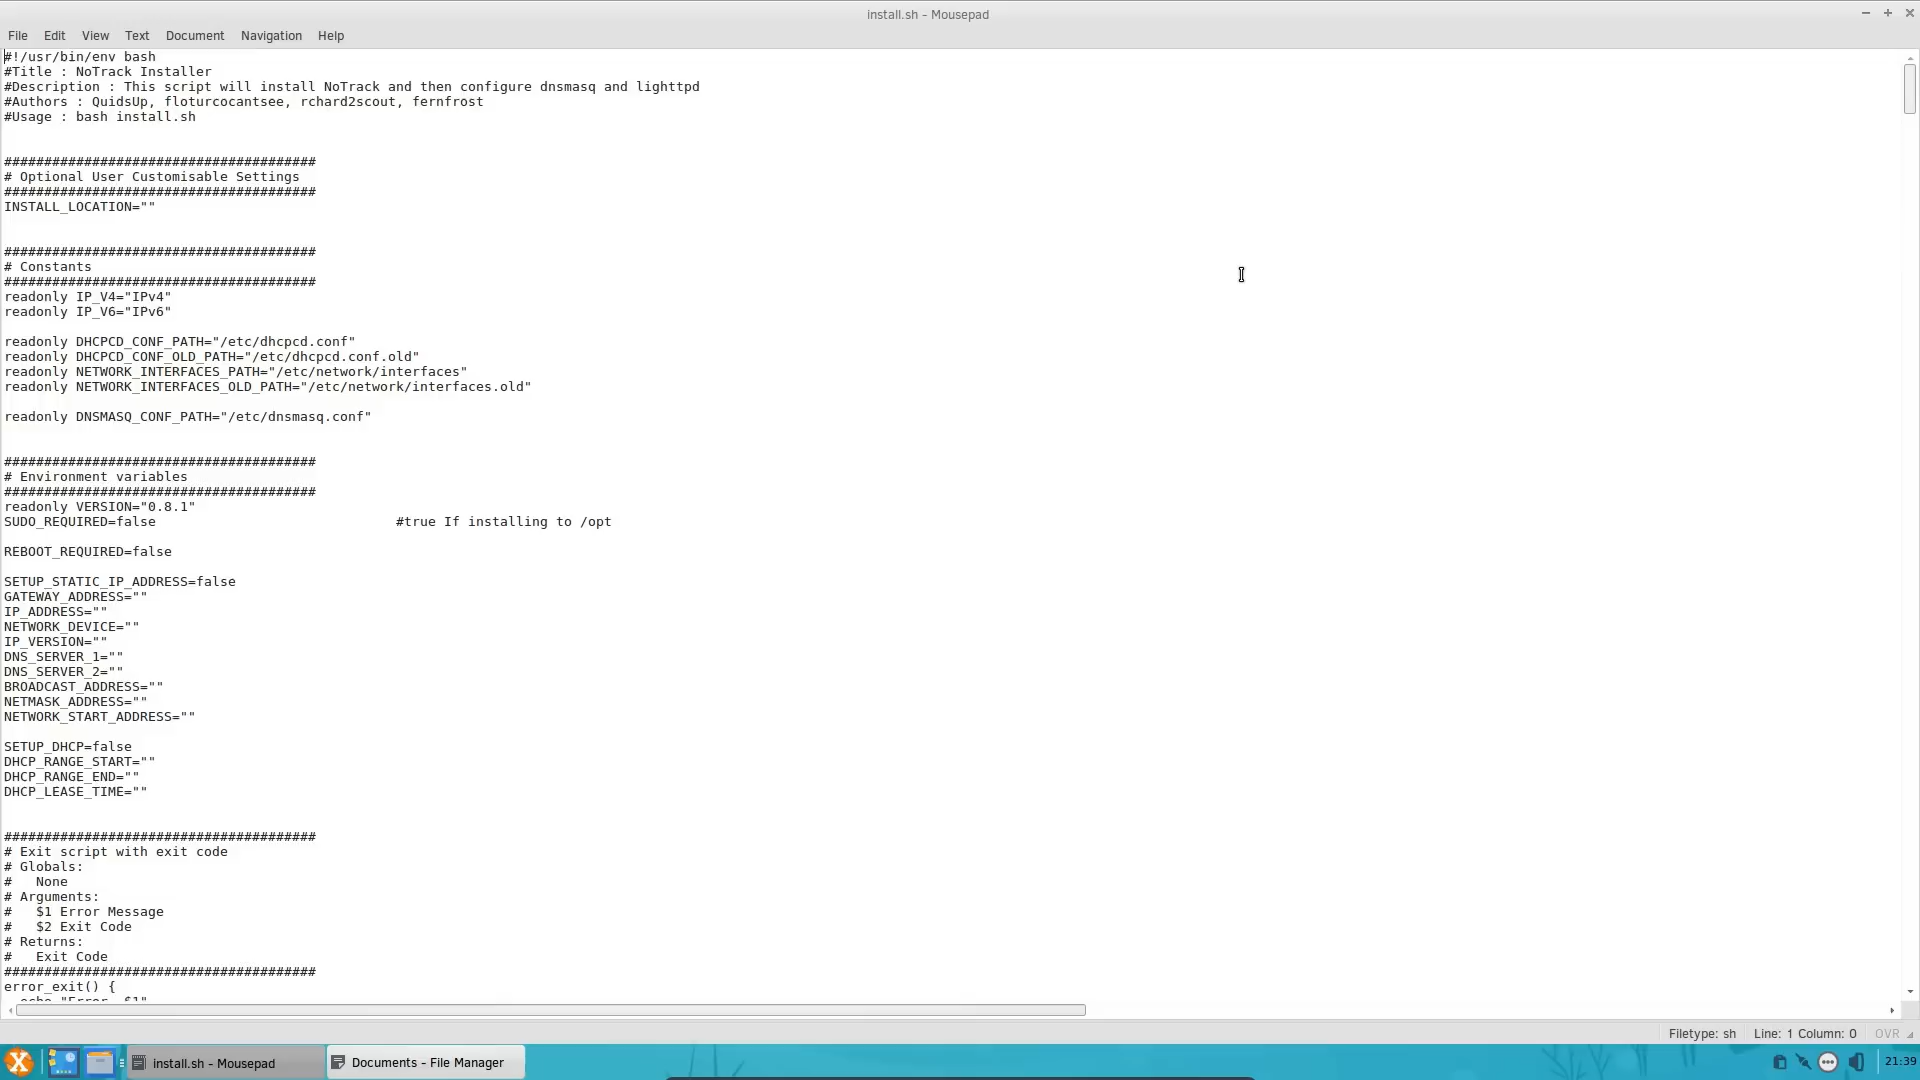 install.sh - Mousepad
File Edit View Text Document Navigation Help
#!/usr/bin/env bash
#Title : NoTrack Installer
#Description : This script will install NoTrack and then configure dnsmasq and lighttpd
#Authors : QuidsUp, floturcocantsee, rchard2scout, fernfrost
#Usage : bash install.sh
#######################################
# Optional User Customisable Settings
#######################################
INSTALL_LOCATION=""
#######################################
# Constants
#######################################
readonly IP_V4="IPv4"
readonly IP_V6="IPv6"
readonly DHCPCD_CONF_PATH="/etc/dhcpcd.conf"
readonly DHCPCD_CONF_OLD_PATH="/etc/dhcpcd.conf.old"
readonly NETWORK_INTERFACES_PATH="/etc/network/interfaces"
readonly NETWORK_INTERFACES_OLD_PATH="/etc/network/interfaces.old"
readonly DNSMASQ_CONF_PATH="/etc/dnsmasq.conf"
#######################################
# Environment variables
#######################################
readonly VERSION="0.8.1"
SUDO_REQUIRED=false                              #true If installing to /opt
REBOOT_REQUIRED=false
SETUP_STATIC_IP_ADDRESS=false
GATEWAY_ADDRESS=""
IP_ADDRESS=""
NETWORK_DEVICE=""
IP_VERSION=""
DNS_SERVER_1=""
DNS_SERVER_2=""
BROADCAST_ADDRESS=""
NETMASK_ADDRESS=""
NETWORK_START_ADDRESS=""
SETUP_DHCP=false
DHCP_RANGE_START=""
DHCP_RANGE_END=""
DHCP_LEASE_TIME=""
#######################################
# Exit script with exit code
# Globals:
#   None
# Arguments:
#   $1 Error Message
#   $2 Exit Code
# Returns:
#   Exit Code
#######################################
error_exit() {
echo "Error. $1"
Filetype: sh Line: 1 Column: 0 OVR
install.sh - Mousepad Documents - File Manager 21:39